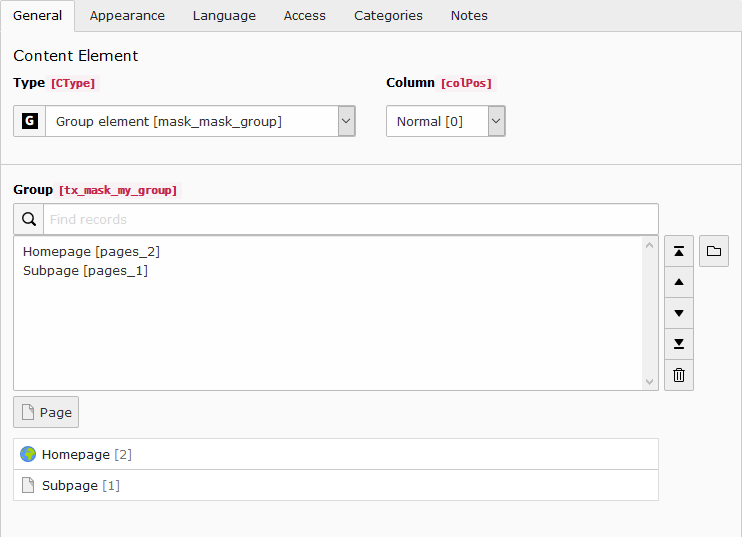 General Appearance Language Access Categories Notes
Content Element
Type [CType] Column [colPos]
G Group element [mask_mask_group] Normal [0]
Group [tx_mask_my_group]
Find records
Homepage [pages_2]
Subpage [pages_1]
Page
Homepage [2]
Subpage [1]